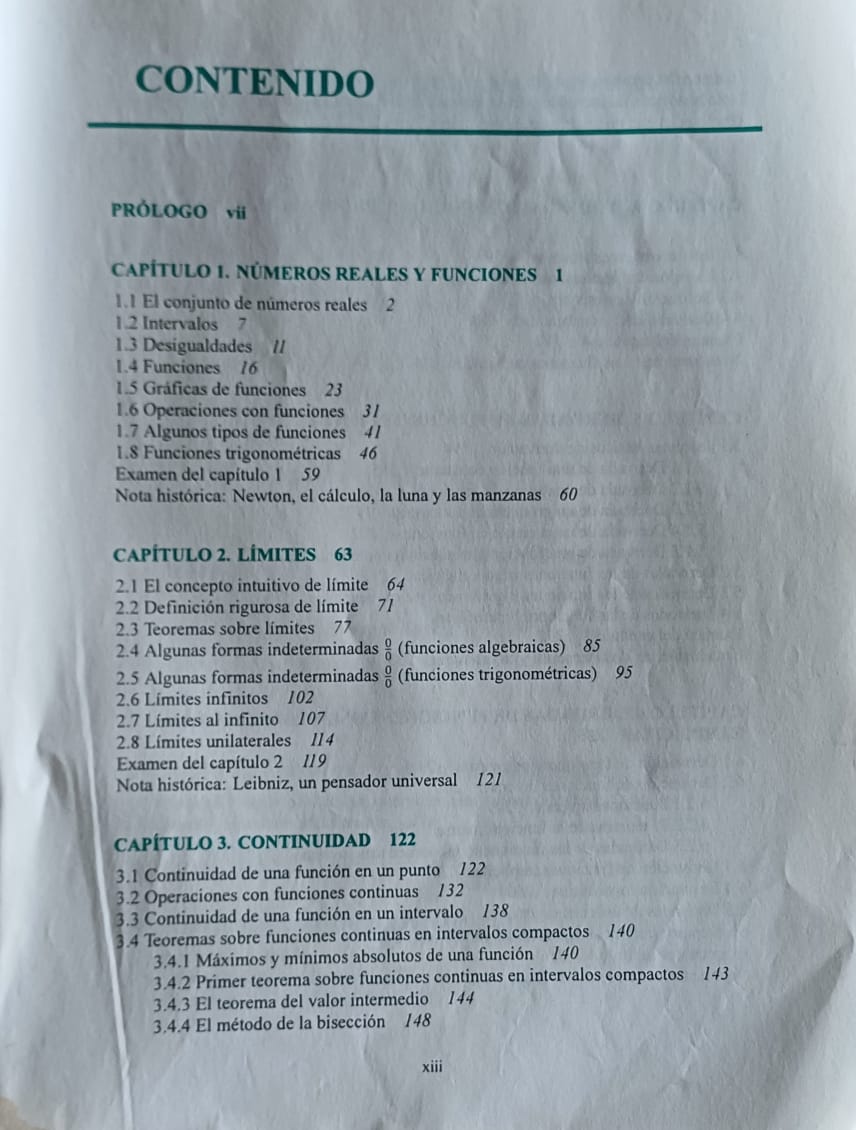 CONTENIDO
PRÓLOGO vii
CAPÍTULO 1. NÚMEROS REALES Y FUNCIONES 1
1.1 El conjunto de números reales 2
1.2 Intervalos 7
1.3 Desigualdades 11
1.4 Funciones 16
1.5 Gráficas de funciones 23
1.6 Operaciones con funciones 31
1.7 Algunos tipos de funciones 41
1.8 Funciones trigonométricas 46
Examen del capítulo 1 59
Nota histórica: Newton, el cálculo, la luna y las manzanas 60
CAPÍTULO 2. LÍMITES 63
2.1 El concepto intuitivo de límite 64
2.2 Definición rigurosa de límite 71
2.3 Teoremas sobre límites 77
2.4 Algunas formas indeterminadas 0/0 (funciones algebraicas) 85
2.5 Algunas formas indeterminadas 0/0 (funciones trigonométricas) 95
2.6 Límites infinitos 102
2.7 Límites al infinito 107
2.8 Límites unilaterales 114
Examen del capítulo 2 119
Nota histórica: Leibniz, un pensador universal 121
CAPÍTULO 3. CONTINUIDAD 122
3.1 Continuidad de una función en un punto 122
3.2 Operaciones con funciones continuas 132
3.3 Continuidad de una función en un intervalo 138
3.4 Teoremas sobre funciones continuas en intervalos compactos 140
3.4.1 Máximos y mínimos absolutos de una función 140
3.4.2 Primer teorema sobre funciones continuas en intervalos compactos 143
3.4.3 El teorema del valor intermedio 144
3.4.4 El método de la bisección 148
xiii